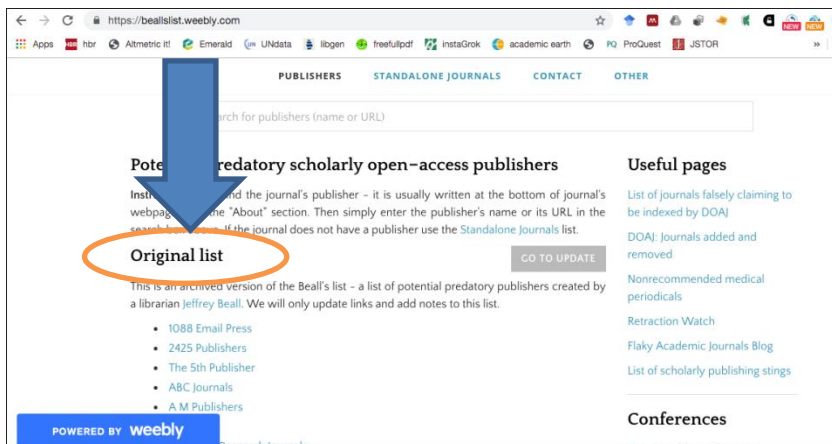 https://beallslist.weebly.com
NEW NEW
Apps HBR hbr Altmetric it! Emerald UN UNdata libgen freefullpdf instaGrok academic earth PQ ProQuest JSTOR »
PUBLISHERS STANDALONE JOURNALS CONTACT OTHER
rch for publishers (name or URL)
Pote redatory scholarly open-access publishers
Instr nd the journal's publisher - it is usually written at the bottom of journal's
webpag the "About" section. Then simply enter the publisher's name or its URL in the
If the journal does not have a publisher use the Standalone Journals list.
Original list
GO TO UPDATE
This is an archived version of the Beall's list - a list of potential predatory publishers created by
a librarian Jeffrey Beall. We will only update links and add notes to this list.
• 1088 Email Press
• 2425 Publishers
• The 5th Publisher
• ABC Journals
• A M Publishers
Useful pages
List of journals falsely claiming to
be indexed by DOAJ
DOAJ: Journals added and
removed
Nonrecommended medical
periodicals
Retraction Watch
Flaky Academic Journals Blog
List of scholarly publishing stings
Conferences
POWERED BY weebly